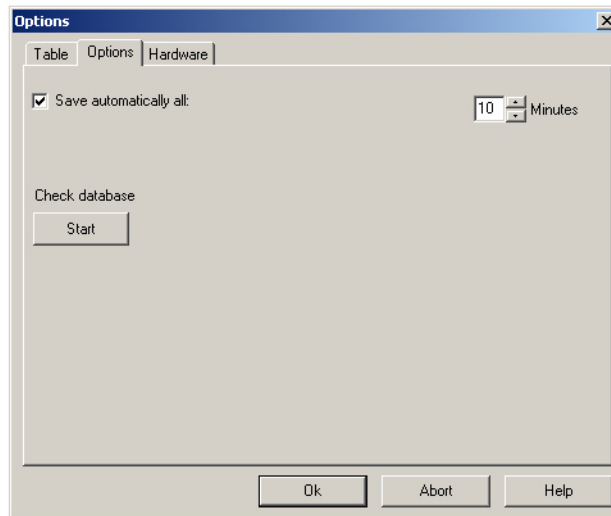 Options
Table Options Hardware
Save automatically all: 10 Minutes
Check database
Start
Ok Abort Help